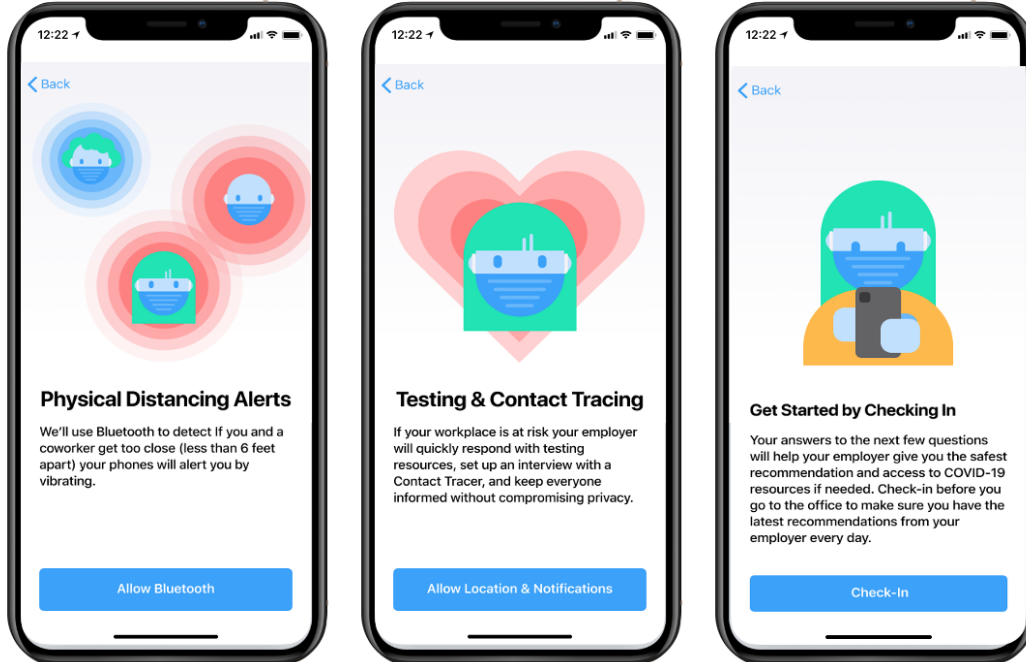 12:22
Back
Physical Distancing Alerts
We'll use Bluetooth to detect If you and a
coworker get too close (less than 6 feet
apart) your phones will alert you by
vibrating.
Allow Bluetooth
12:22
Back
Testing & Contact Tracing
If your workplace is at risk your employer
will quickly respond with testing
resources, set up an interview with a
Contact Tracer, and keep everyone
informed without compromising privacy.
Allow Location & Notifications
12:22
Back
Get Started by Checking In
Your answers to the next few questions
will help your employer give you the safest
recommendation and access to COVID-19
resources if needed. Check-in before you
go to the office to make sure you have the
latest recommendations from your
employer every day.
Check-In